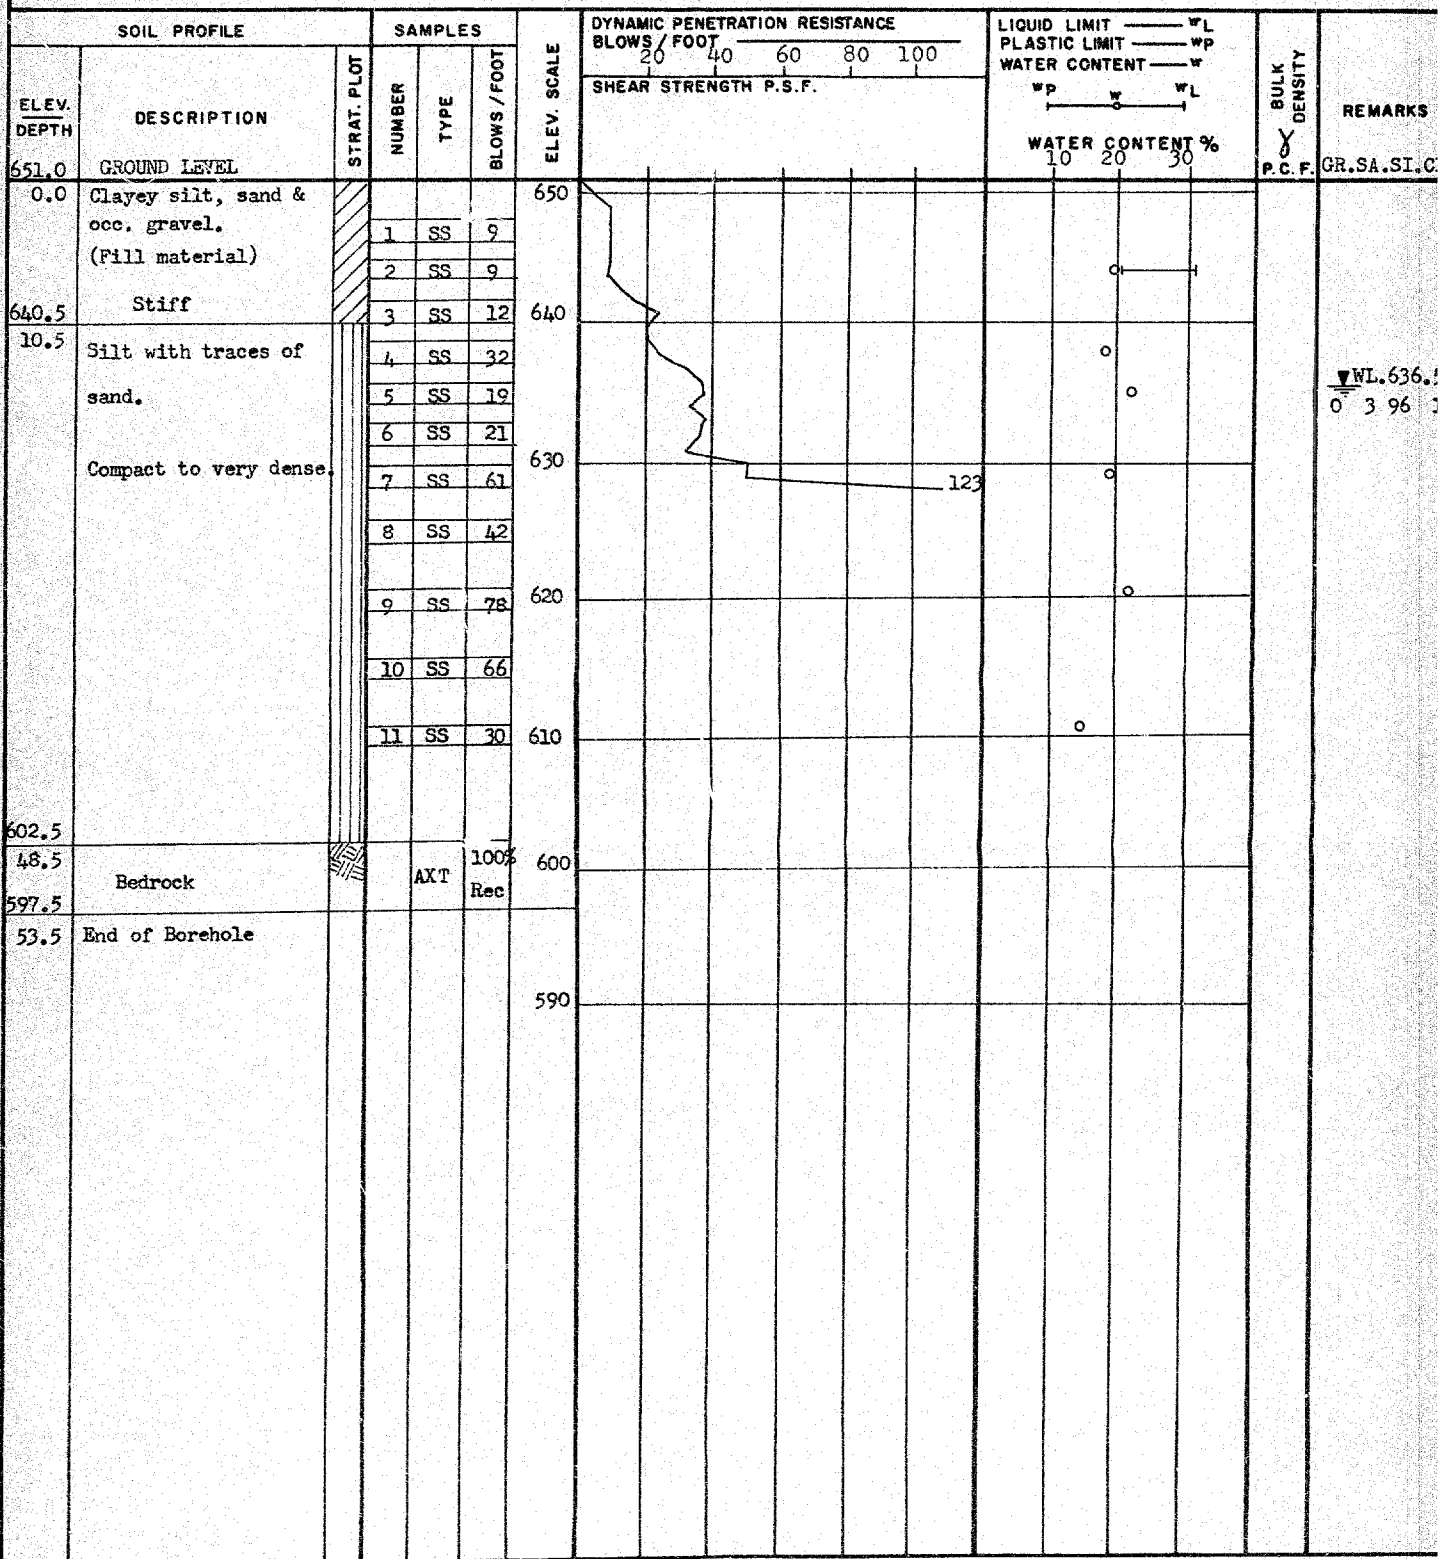 SOIL PROFILE
SAMPLES
ELEV. SCALE
DYNAMIC PENETRATION RESISTANCE
BLOWS / FOOT
20 40 60 80 100
SHEAR STRENGTH P.S.F.
LIQUID LIMIT — wL
PLASTIC LIMIT — wP
WATER CONTENT — w
wP w wL
WATER CONTENT %
10 20 30
BULK DENSITY
γ
P.C.F.
REMARKS
GR.SA.SI.C
ELEV.
DEPTH
DESCRIPTION
STRAT. PLOT
NUMBER
TYPE
BLOWS / FOOT
651.0 GROUND LEVEL
0.0 Clayey silt, sand &
occ. gravel.
(Fill material)
Stiff
640.5
10.5 Silt with traces of
sand.
Compact to very dense.
602.5
48.5
Bedrock
597.5
53.5 End of Borehole
1 SS 9
2 SS 9
3 SS 12
4 SS 32
5 SS 19
6 SS 21
7 SS 61
8 SS 42
9 SS 78
10 SS 66
11 SS 30
AXT 100%
Rec
650
640
630
620
610
600
590
123
WL.636.
0 3 96